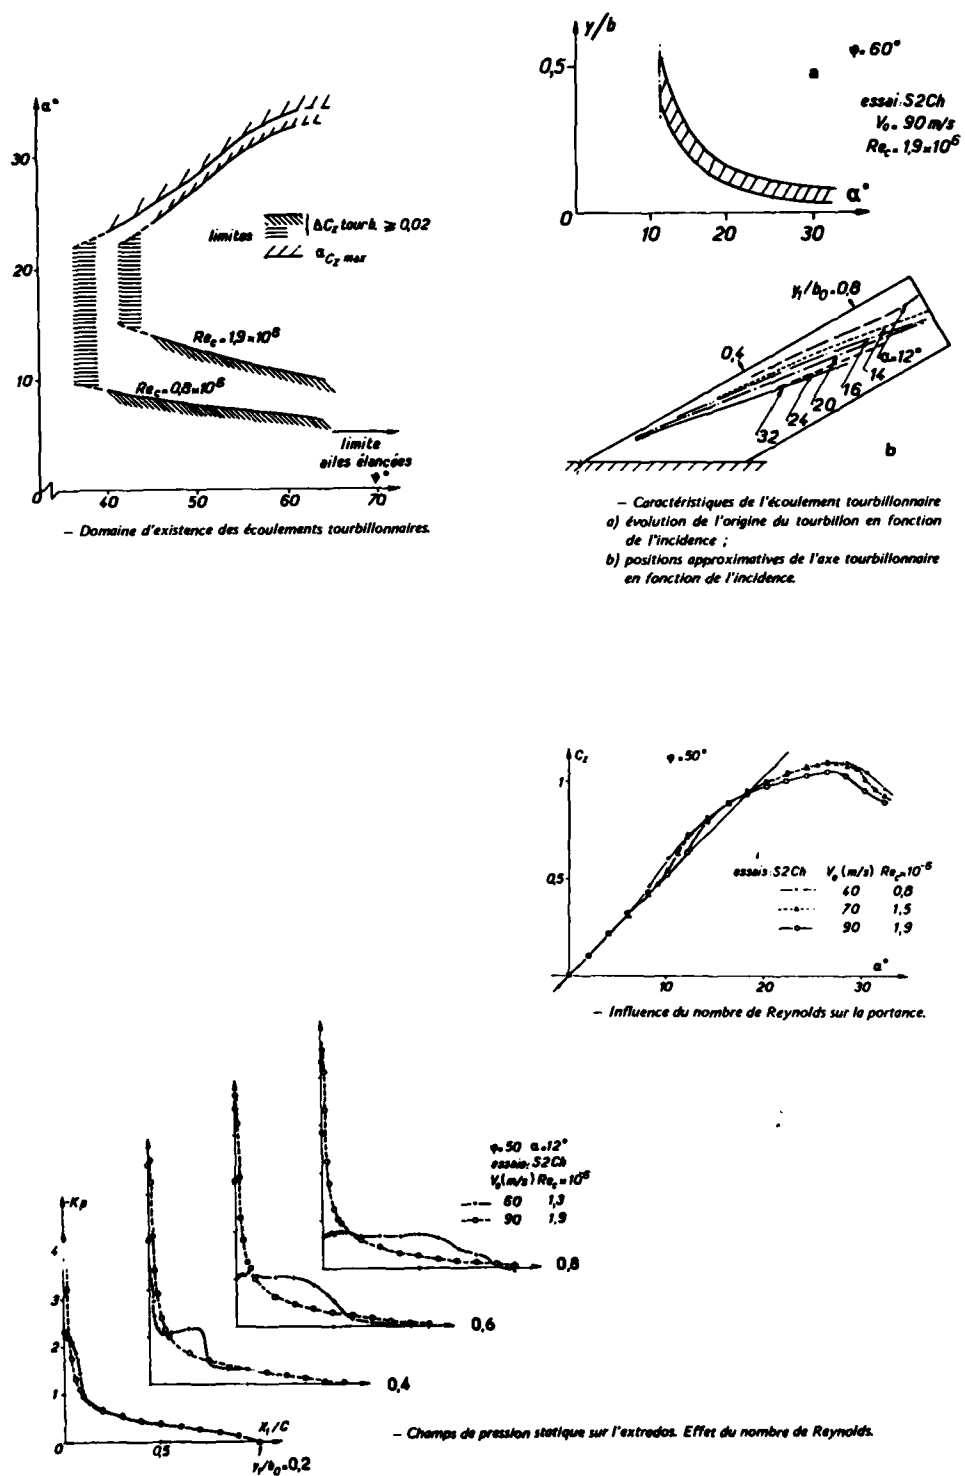 α°
30
20
10
0
40
50
60
70
φ°
limites
ΔCz tourb. ≥ 0,02
αCz max
Rec = 1,9 × 10⁶
Rec = 0,8 × 10⁶
limite
ailes élancées
– Domaine d'existence des écoulements tourbillonnaires.
y/b
0,5
0
10
20
30
α°
a
φ = 60°
essai : S2Ch
V₀ = 90 m/s
Rec = 1,9 × 10⁶
y₁/b₀ = 0,8
0,4
α = 12°
14
16
20
24
32
b
– Caractéristiques de l'écoulement tourbillonnaire
a) évolution de l'origine du tourbillon en fonction
de l'incidence ;
b) positions approximatives de l'axe tourbillonnaire
en fonction de l'incidence.
Cz
φ = 50°
1
0,5
10
20
30
α°
essais : S2Ch V₀ (m/s) Rec × 10⁻⁶
40 0,8
70 1,5
90 1,9
– Influence du nombre de Reynolds sur la portance.
φ = 50 α = 12°
essais : S2Ch
V₀ (m/s) Rec = 10⁶
60 1,3
90 1,9
–Kp
4
3
2
1
0
0,5
1
X₁/C
y₁/b₀ = 0,2
0,4
0,6
0,8
– Champs de pression statique sur l'extrados. Effet du nombre de Reynolds.